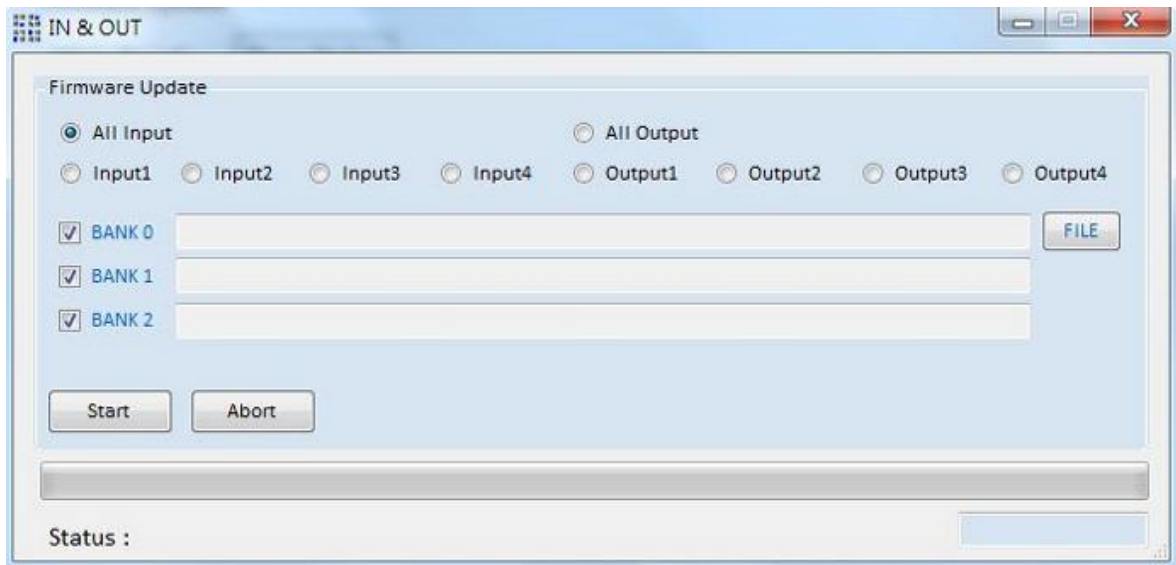 IN & OUT
Firmware Update
All Input All Output
Input1 Input2 Input3 Input4 Output1 Output2 Output3 Output4
BANK 0 FILE
BANK 1
BANK 2
Start Abort
Status :